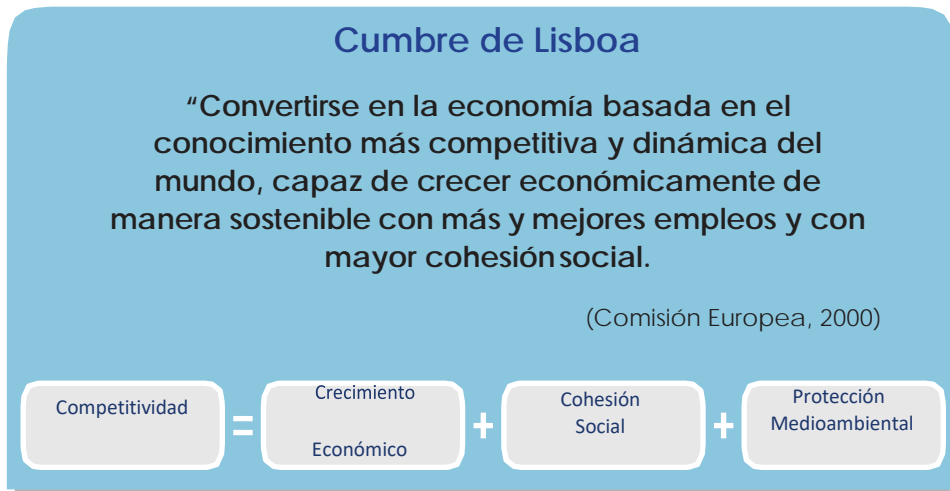 Cumbre de Lisboa
“Convertirse en la economía basada en el
conocimiento más competitiva y dinámica del
mundo, capaz de crecer económicamente de
manera sostenible con más y mejores empleos y con
mayor cohesión social.
(Comisión Europea, 2000)
Competitividad
=
Crecimiento
Económico
+
Cohesión
Social
+
Protección
Medioambiental